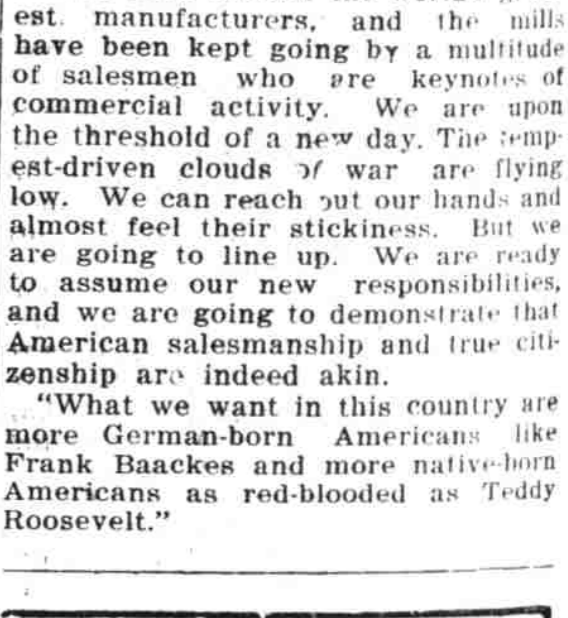 est manufacturers, and the mills
have been kept going by a multitude
of salesmen who are keynotes of
commercial activity. We are upon
the threshold of a new day. The temp-
est-driven clouds of war are flying
low. We can reach out our hands and
almost feel their stickiness. But we
are going to line up. We are ready
to assume our new responsibilities,
and we are going to demonstrate that
American salesmanship and true citi-
zenship are indeed akin.
"What we want in this country are
more German-born Americans like
Frank Baackes and more native-born
Americans as red-blooded as Teddy
Roosevelt."